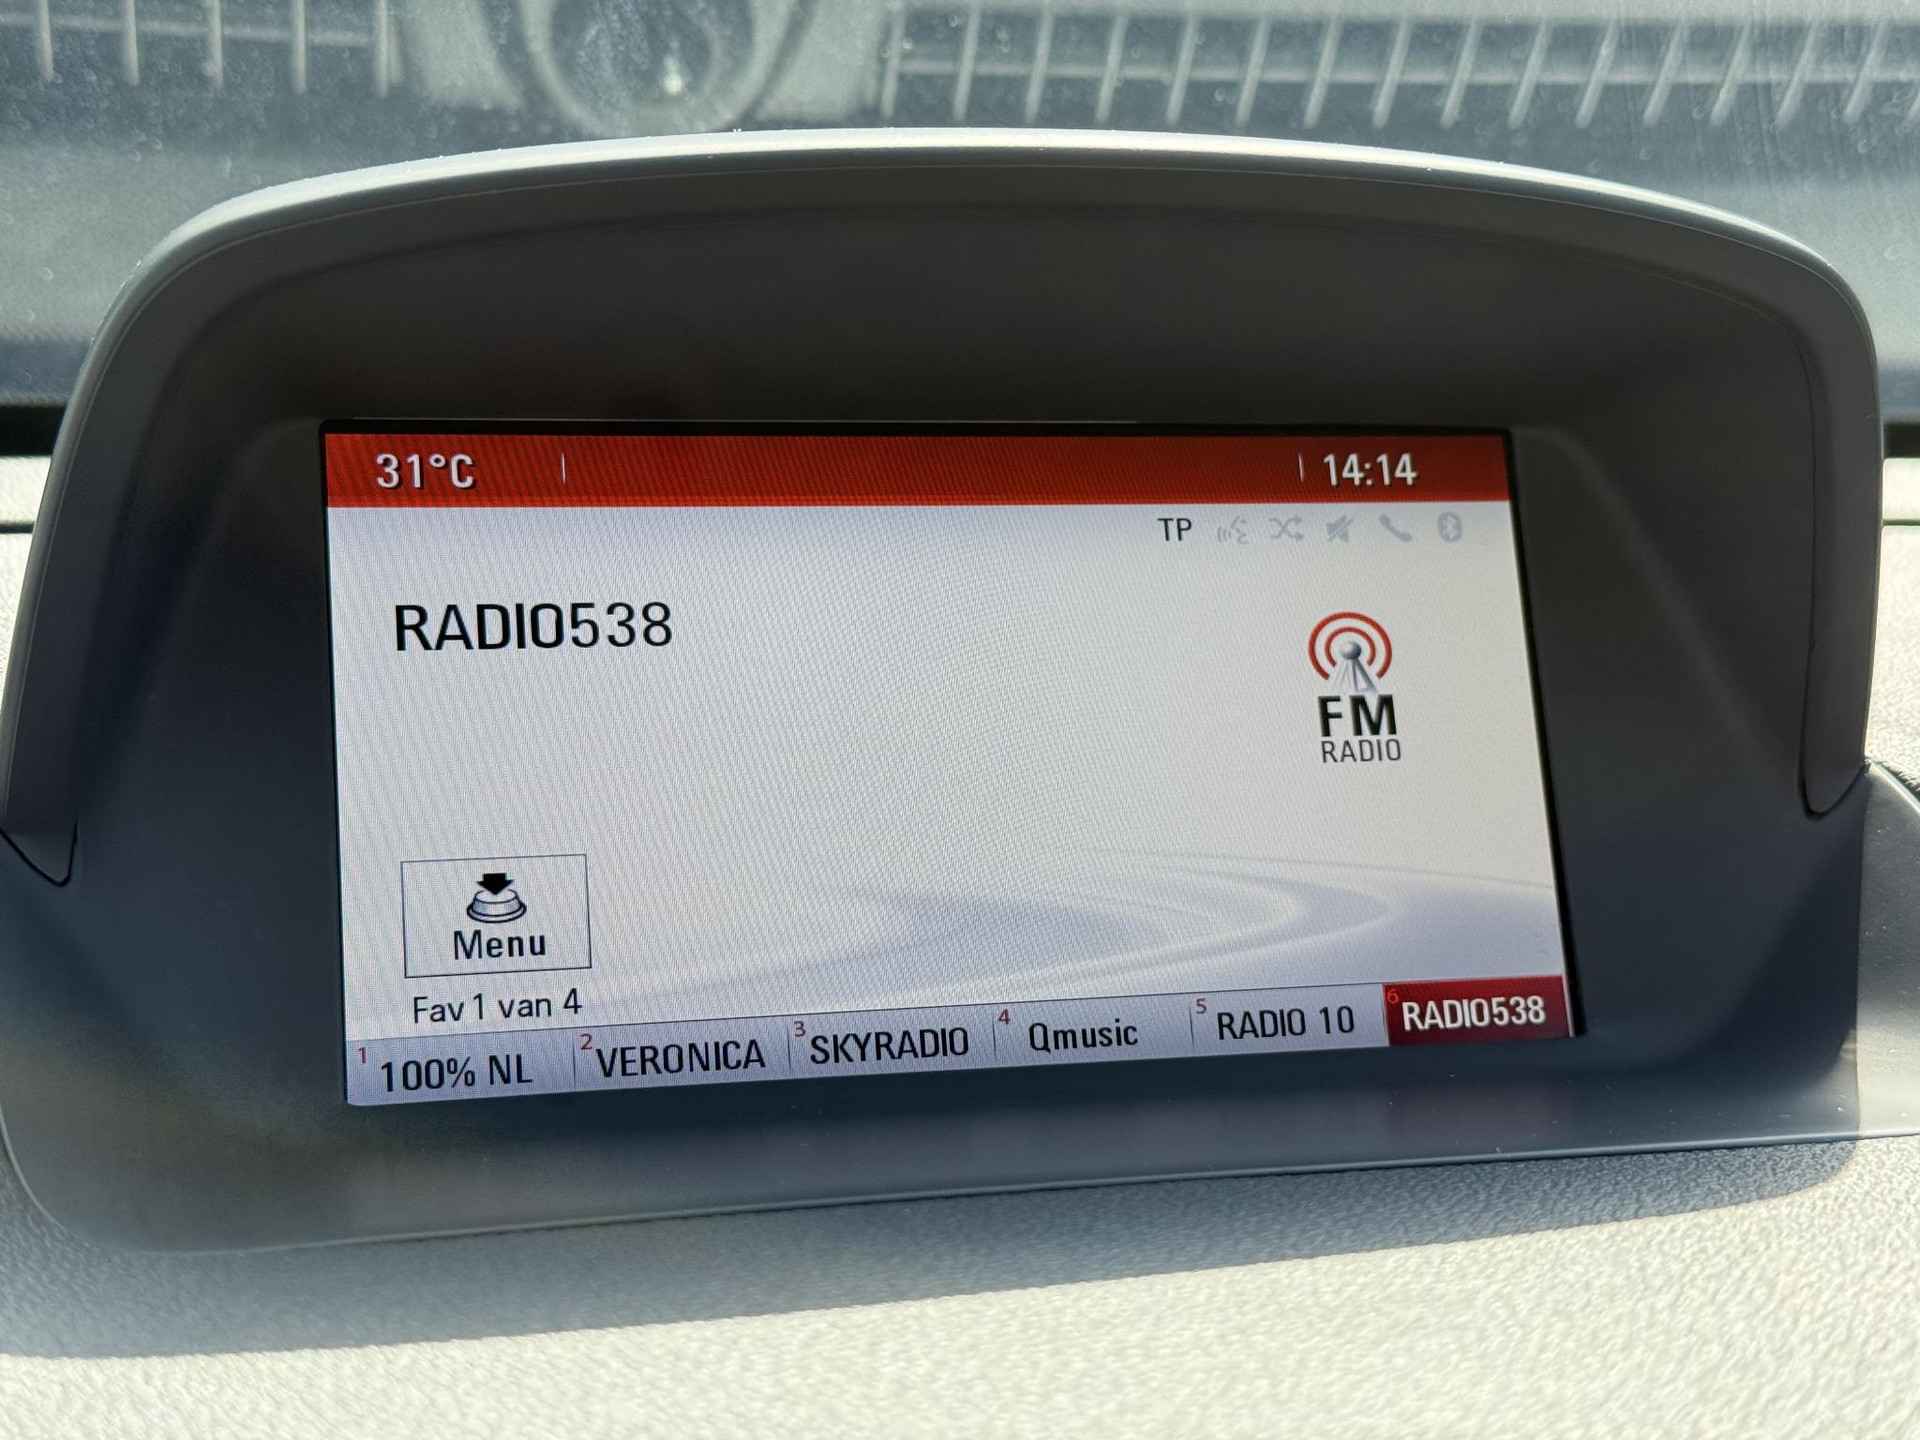 31°C 14:14
TP
RADIO538
FM
RADIO
Menu
Fav 1 van 4
1 100% NL 2 VERONICA 3 SKYRADIO 4 Qmusic 5 RADIO 10 6 RADIO538